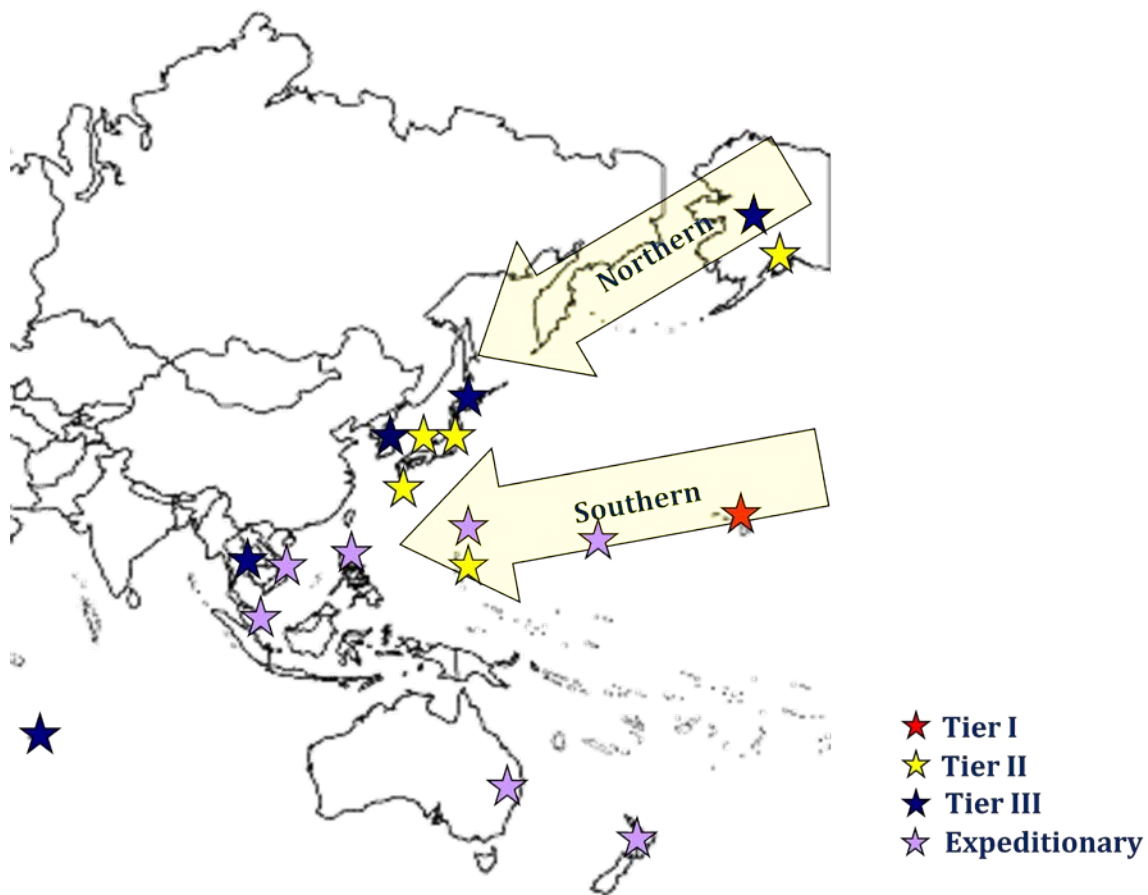 Northern
Southern
Tier I
Tier II
Tier III
Expeditionary